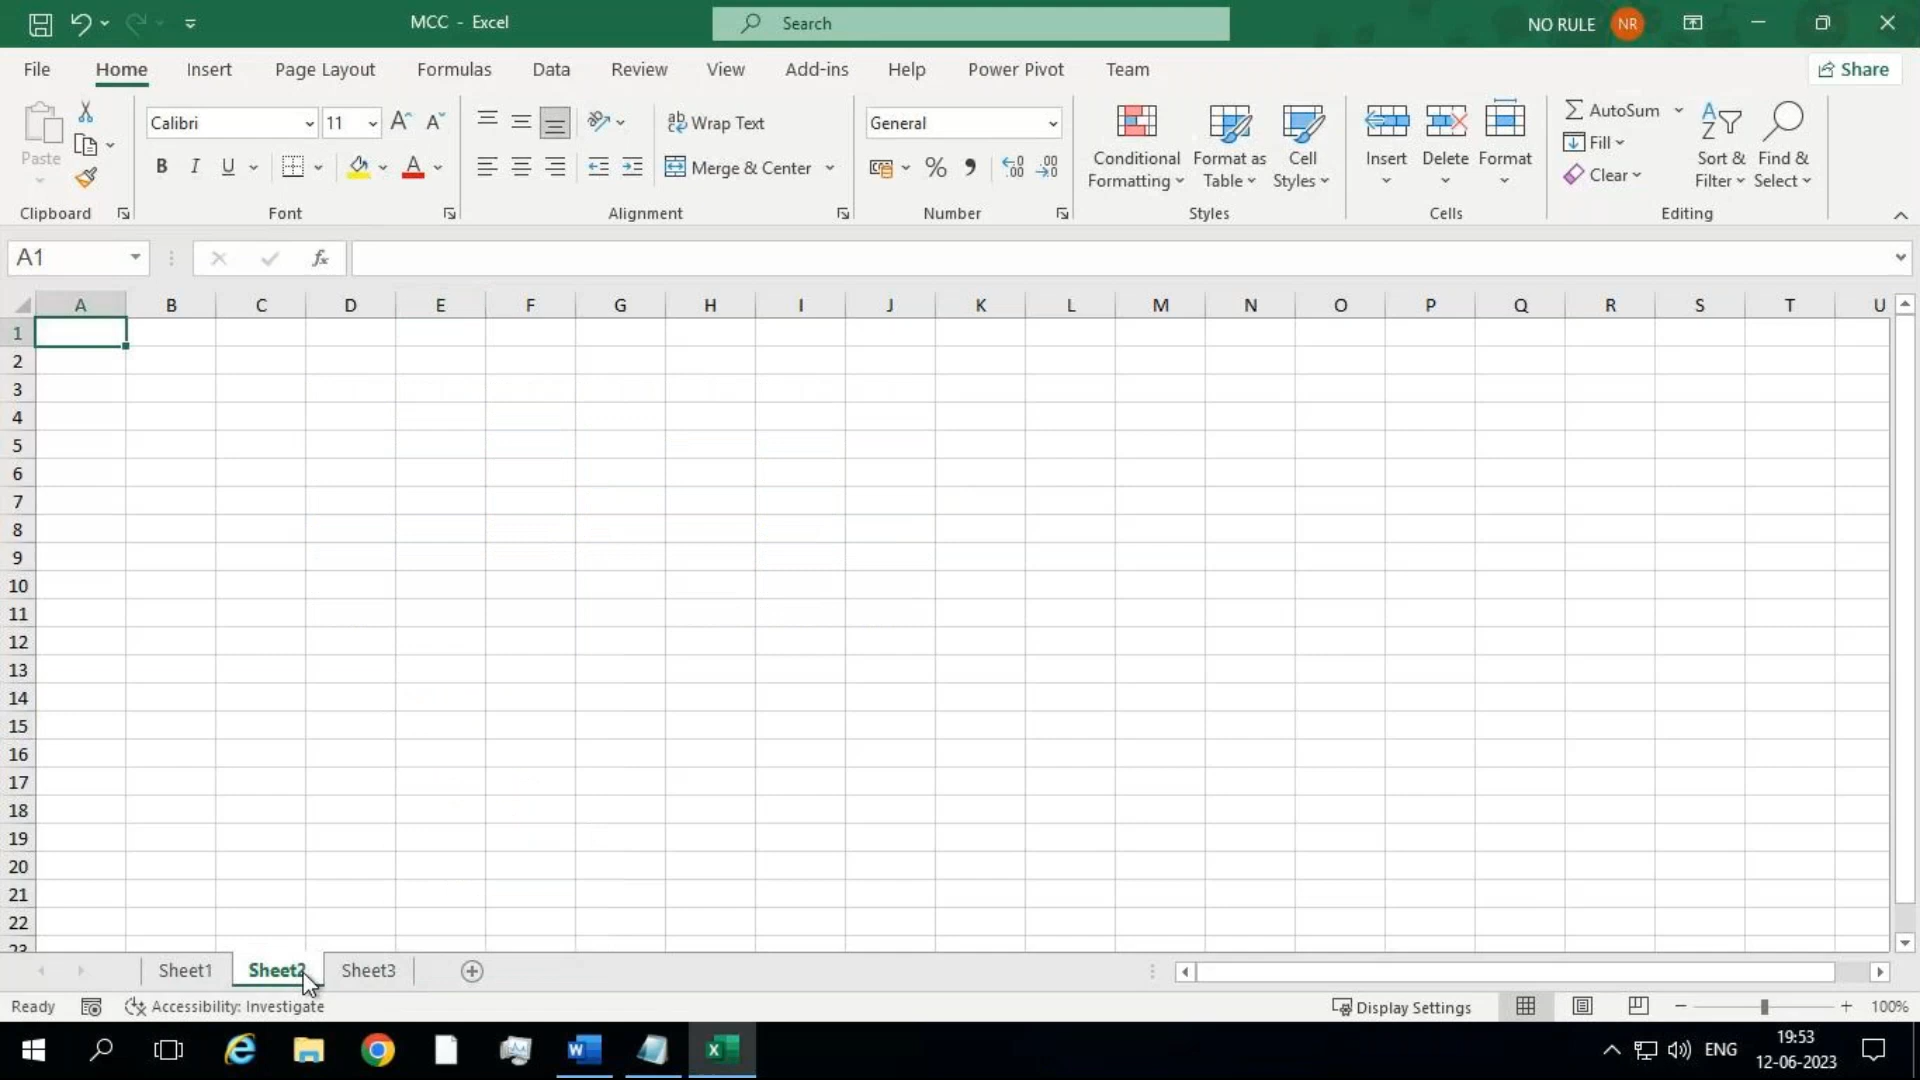 MCC - Excel
Search
NO RULE
NR
File Home Insert Page Layout Formulas Data Review View Add-ins Help Power Pivot Team
Share
Paste
Clipboard
Calibri
11
B I U
Font
Wrap Text
Merge & Center
Alignment
General
Number
Conditional Formatting
Format as Table
Cell Styles
Styles
Insert
Delete
Format
Cells
AutoSum
Fill
Clear
Sort & Filter
Find & Select
Editing
A1
fx
A B C D E F G H I J K L M N O P Q R S T U
1
2
3
4
5
6
7
8
9
10
11
12
13
14
15
16
17
18
19
20
21
22
23
Sheet1 Sheet2 Sheet3
Ready
Accessibility: Investigate
Display Settings
100%
ENG
19:53
12-06-2023